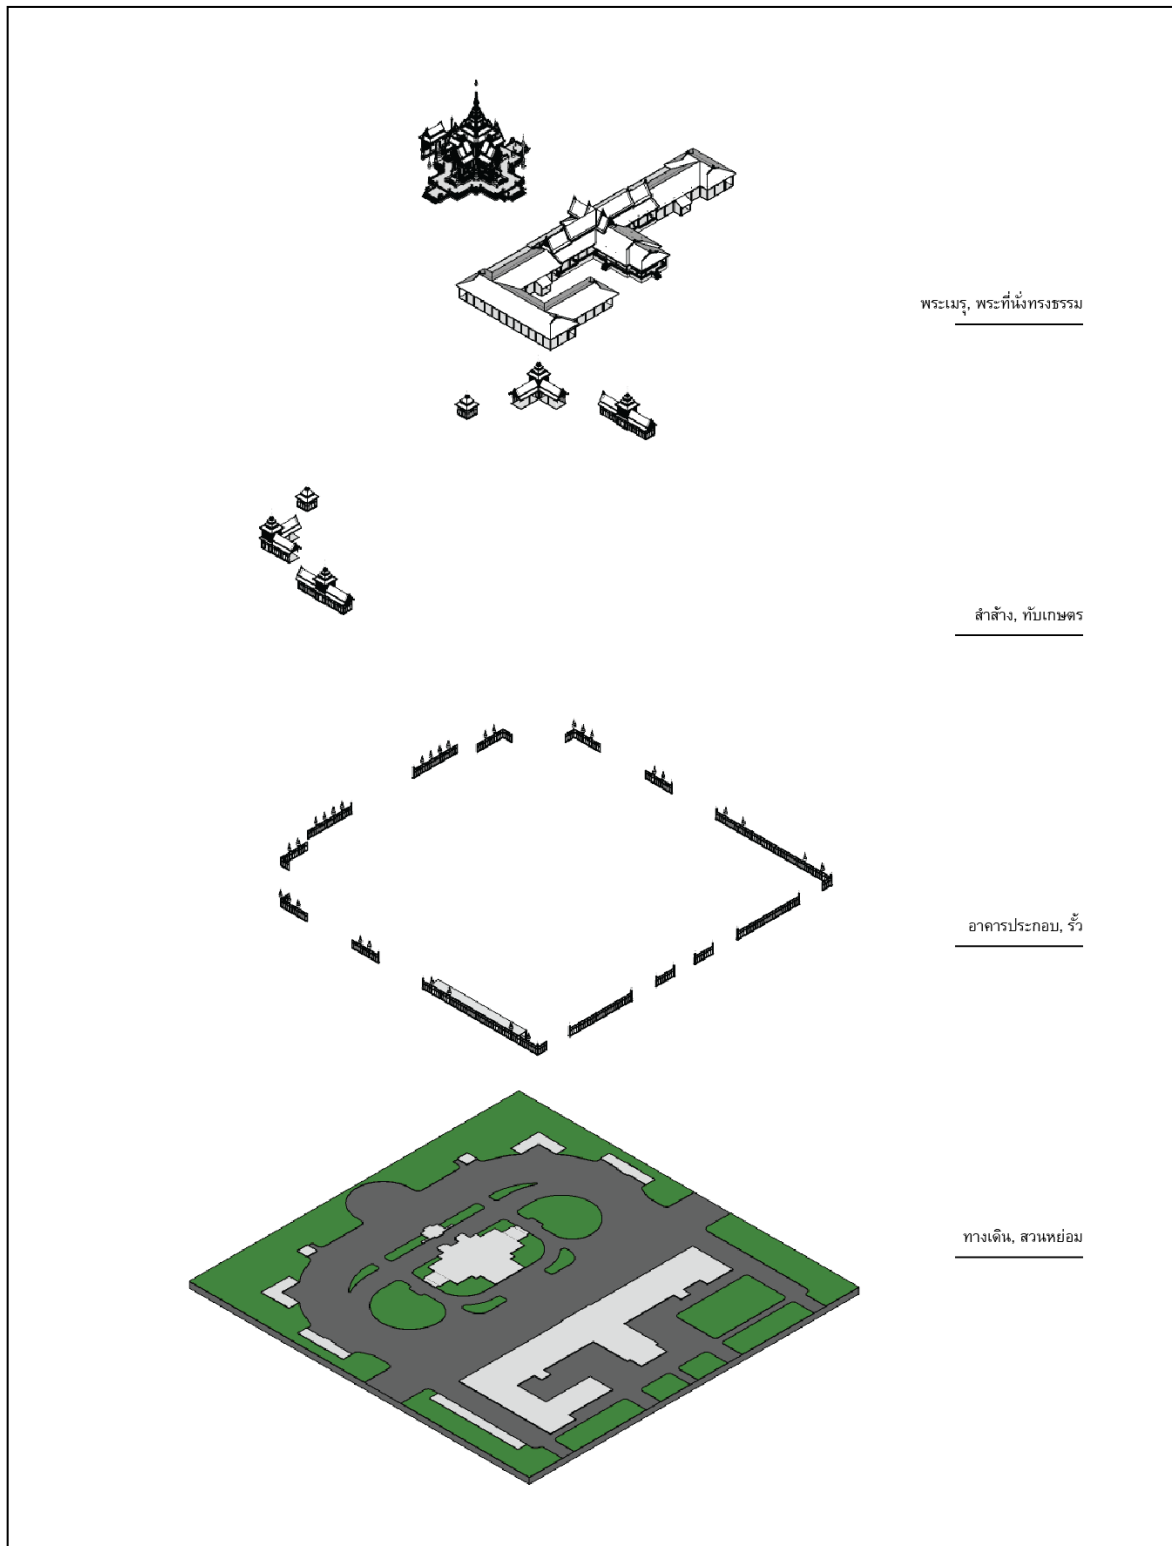 พระเมรุ, พระที่นั่งทรงธรรม
สำส้าง, ทับเกษตร
อาคารประกอบ, รั้ว
ทางเดิน, สวนหย่อม